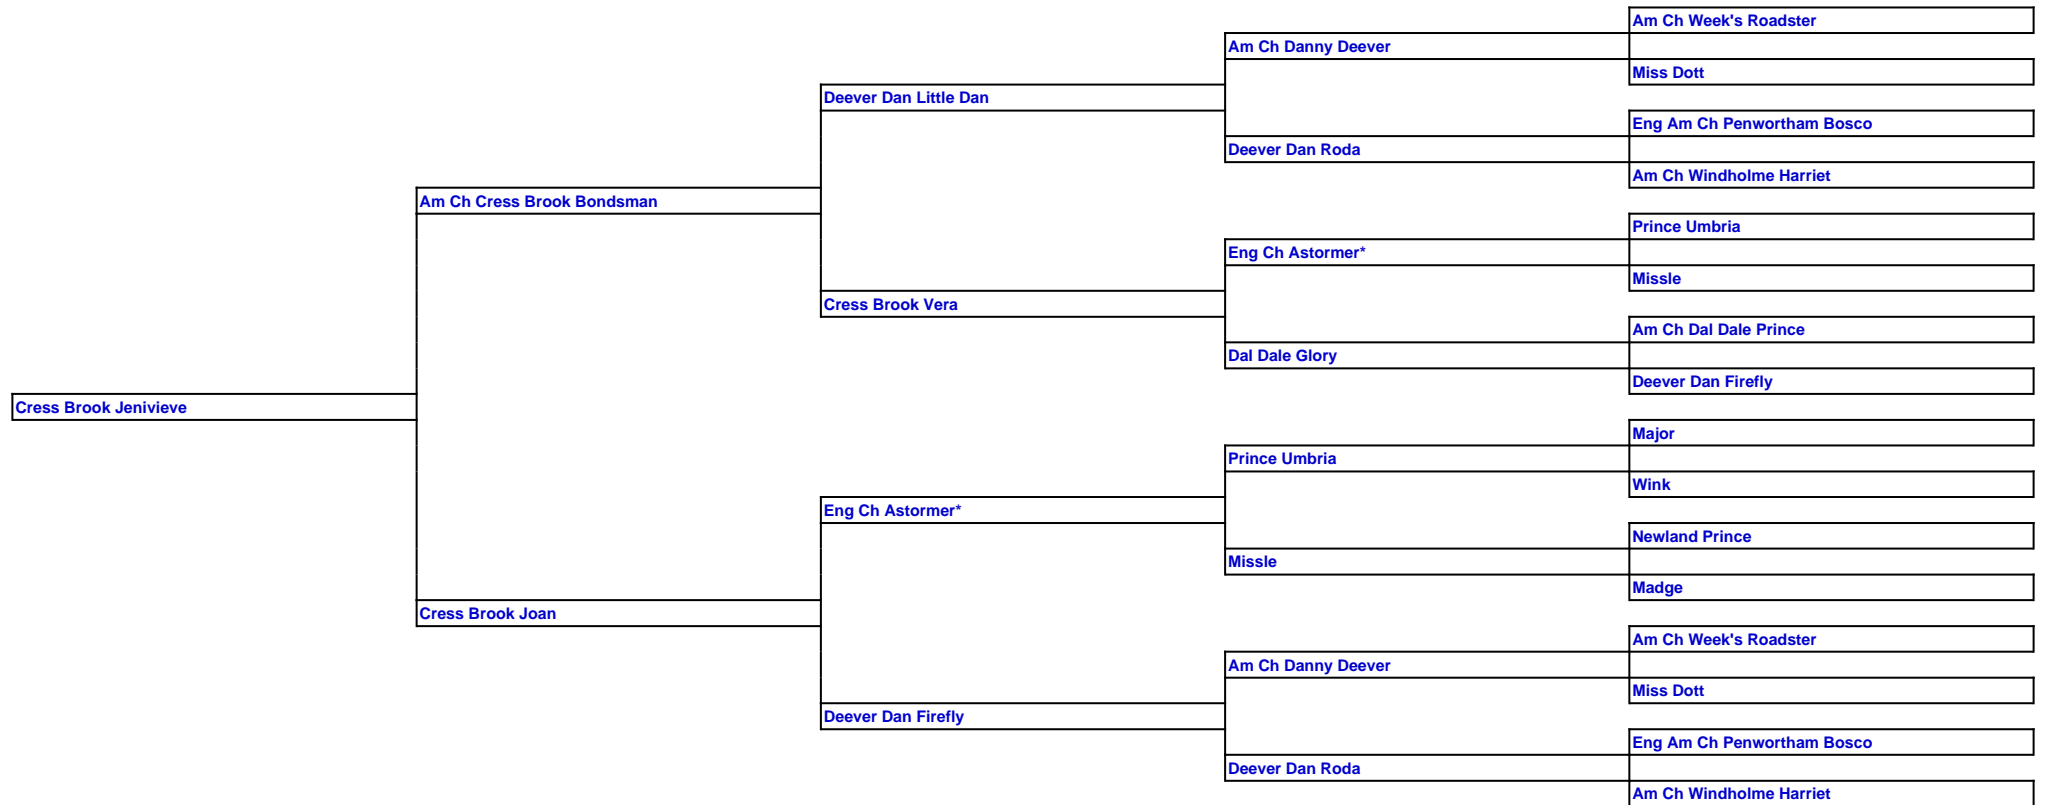 Am Ch Week's Roadster
Am Ch Danny Deever
Miss Dott
Deever Dan Little Dan
Eng Am Ch Penwortham Bosco
Deever Dan Roda
Am Ch Windholme Harriet
Am Ch Cress Brook Bondsman
Prince Umbria
Eng Ch Astormer*
Missle
Cress Brook Vera
Am Ch Dal Dale Prince
Dal Dale Glory
Deever Dan Firefly
Cress Brook Jenivieve
Major
Prince Umbria
Wink
Eng Ch Astormer*
Newland Prince
Missle
Madge
Cress Brook Joan
Am Ch Week's Roadster
Am Ch Danny Deever
Miss Dott
Deever Dan Firefly
Eng Am Ch Penwortham Bosco
Deever Dan Roda
Am Ch Windholme Harriet